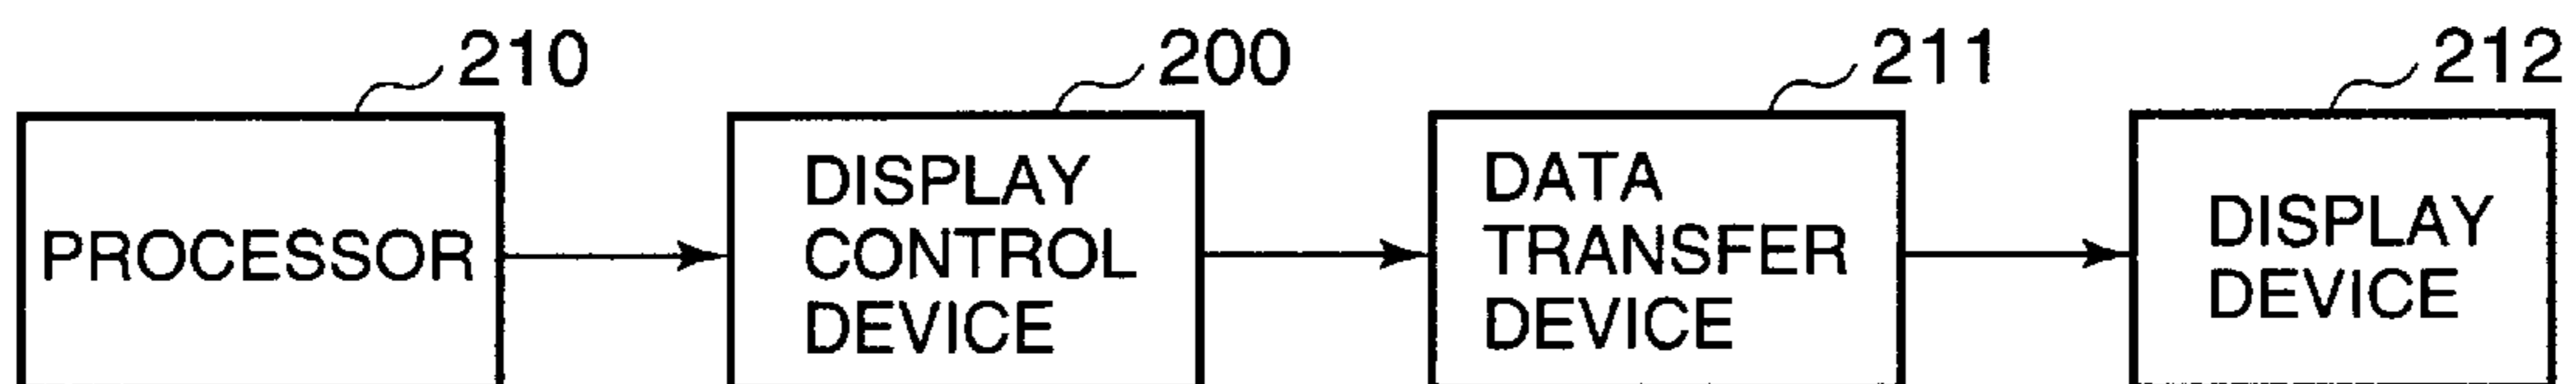 210
200
211
212
PROCESSOR
DISPLAY
CONTROL
DEVICE
DATA
TRANSFER
DEVICE
DISPLAY
DEVICE